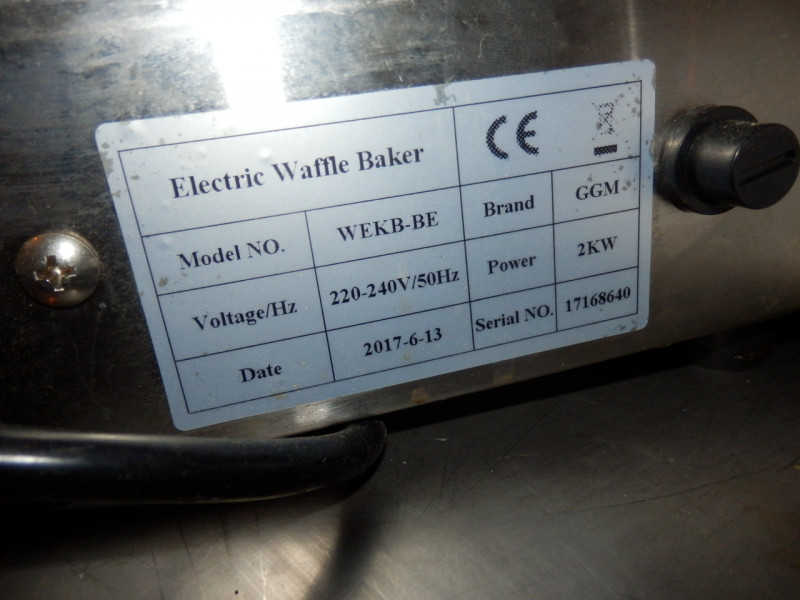 Electric Waffle Baker CE
Model NO. WEKB-BE Brand GGM
Voltage/Hz 220-240V/50Hz Power 2KW
Date 2017-6-13 Serial NO. 17168640